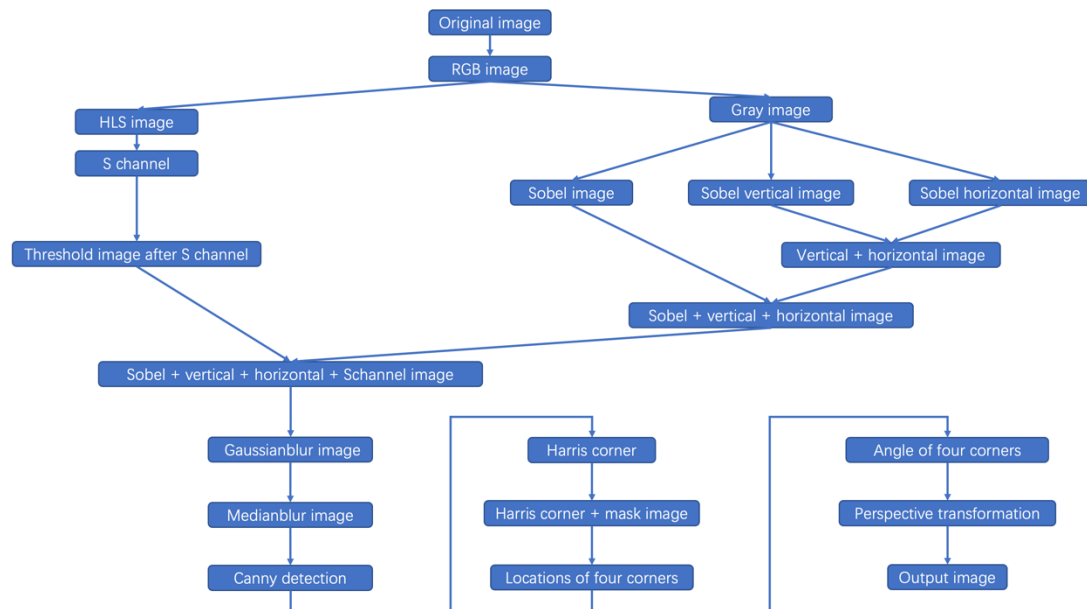 Original image
RGB image
HLS image
Gray image
S channel
Sobel image
Sobel vertical image
Sobel horizontal image
Threshold image after S channel
Vertical + horizontal image
Sobel + vertical + horizontal image
Sobel + vertical + horizontal + Schannel image
Gaussianblur image
Medianblur image
Canny detection
Harris corner
Harris corner + mask image
Locations of four corners
Angle of four corners
Perspective transformation
Output image